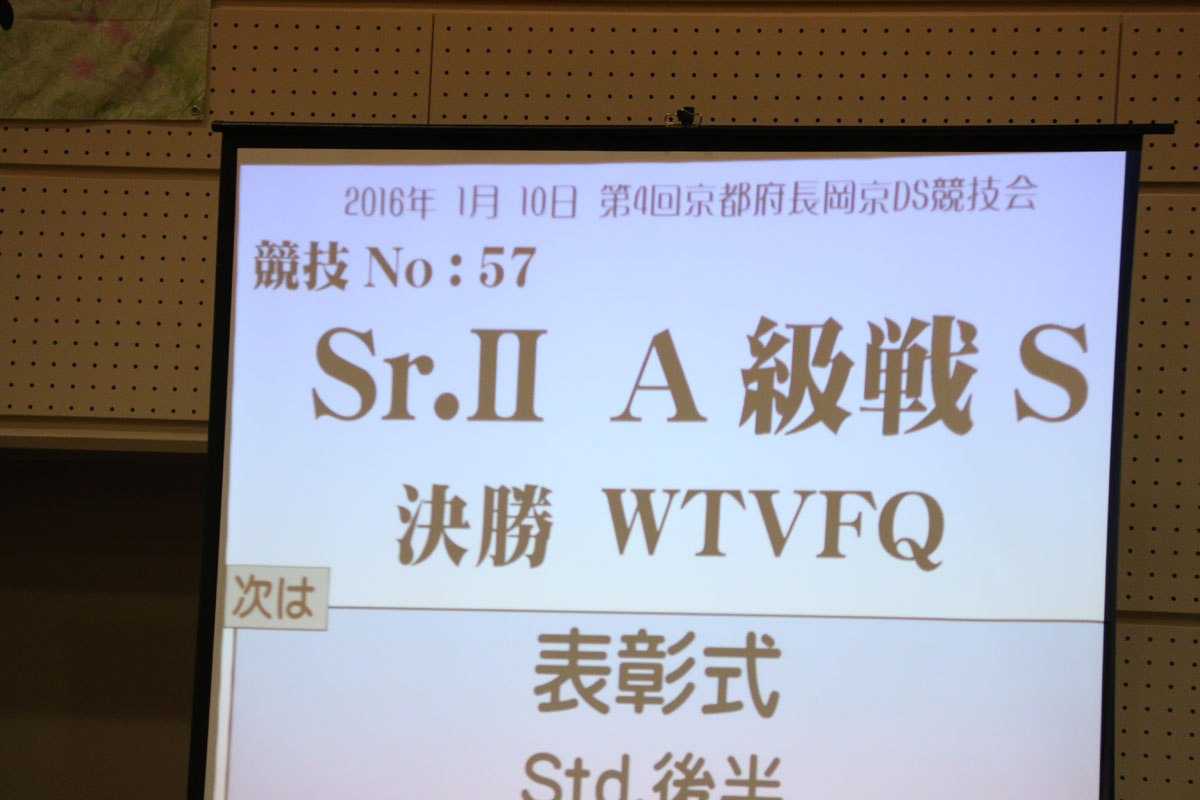 2016年 1月 10日 第4回京都府長岡京DS競技会
競技 No : 57
Sr.II A 級戦 S
決勝 WTVFQ
次は
表彰式
Std.後半